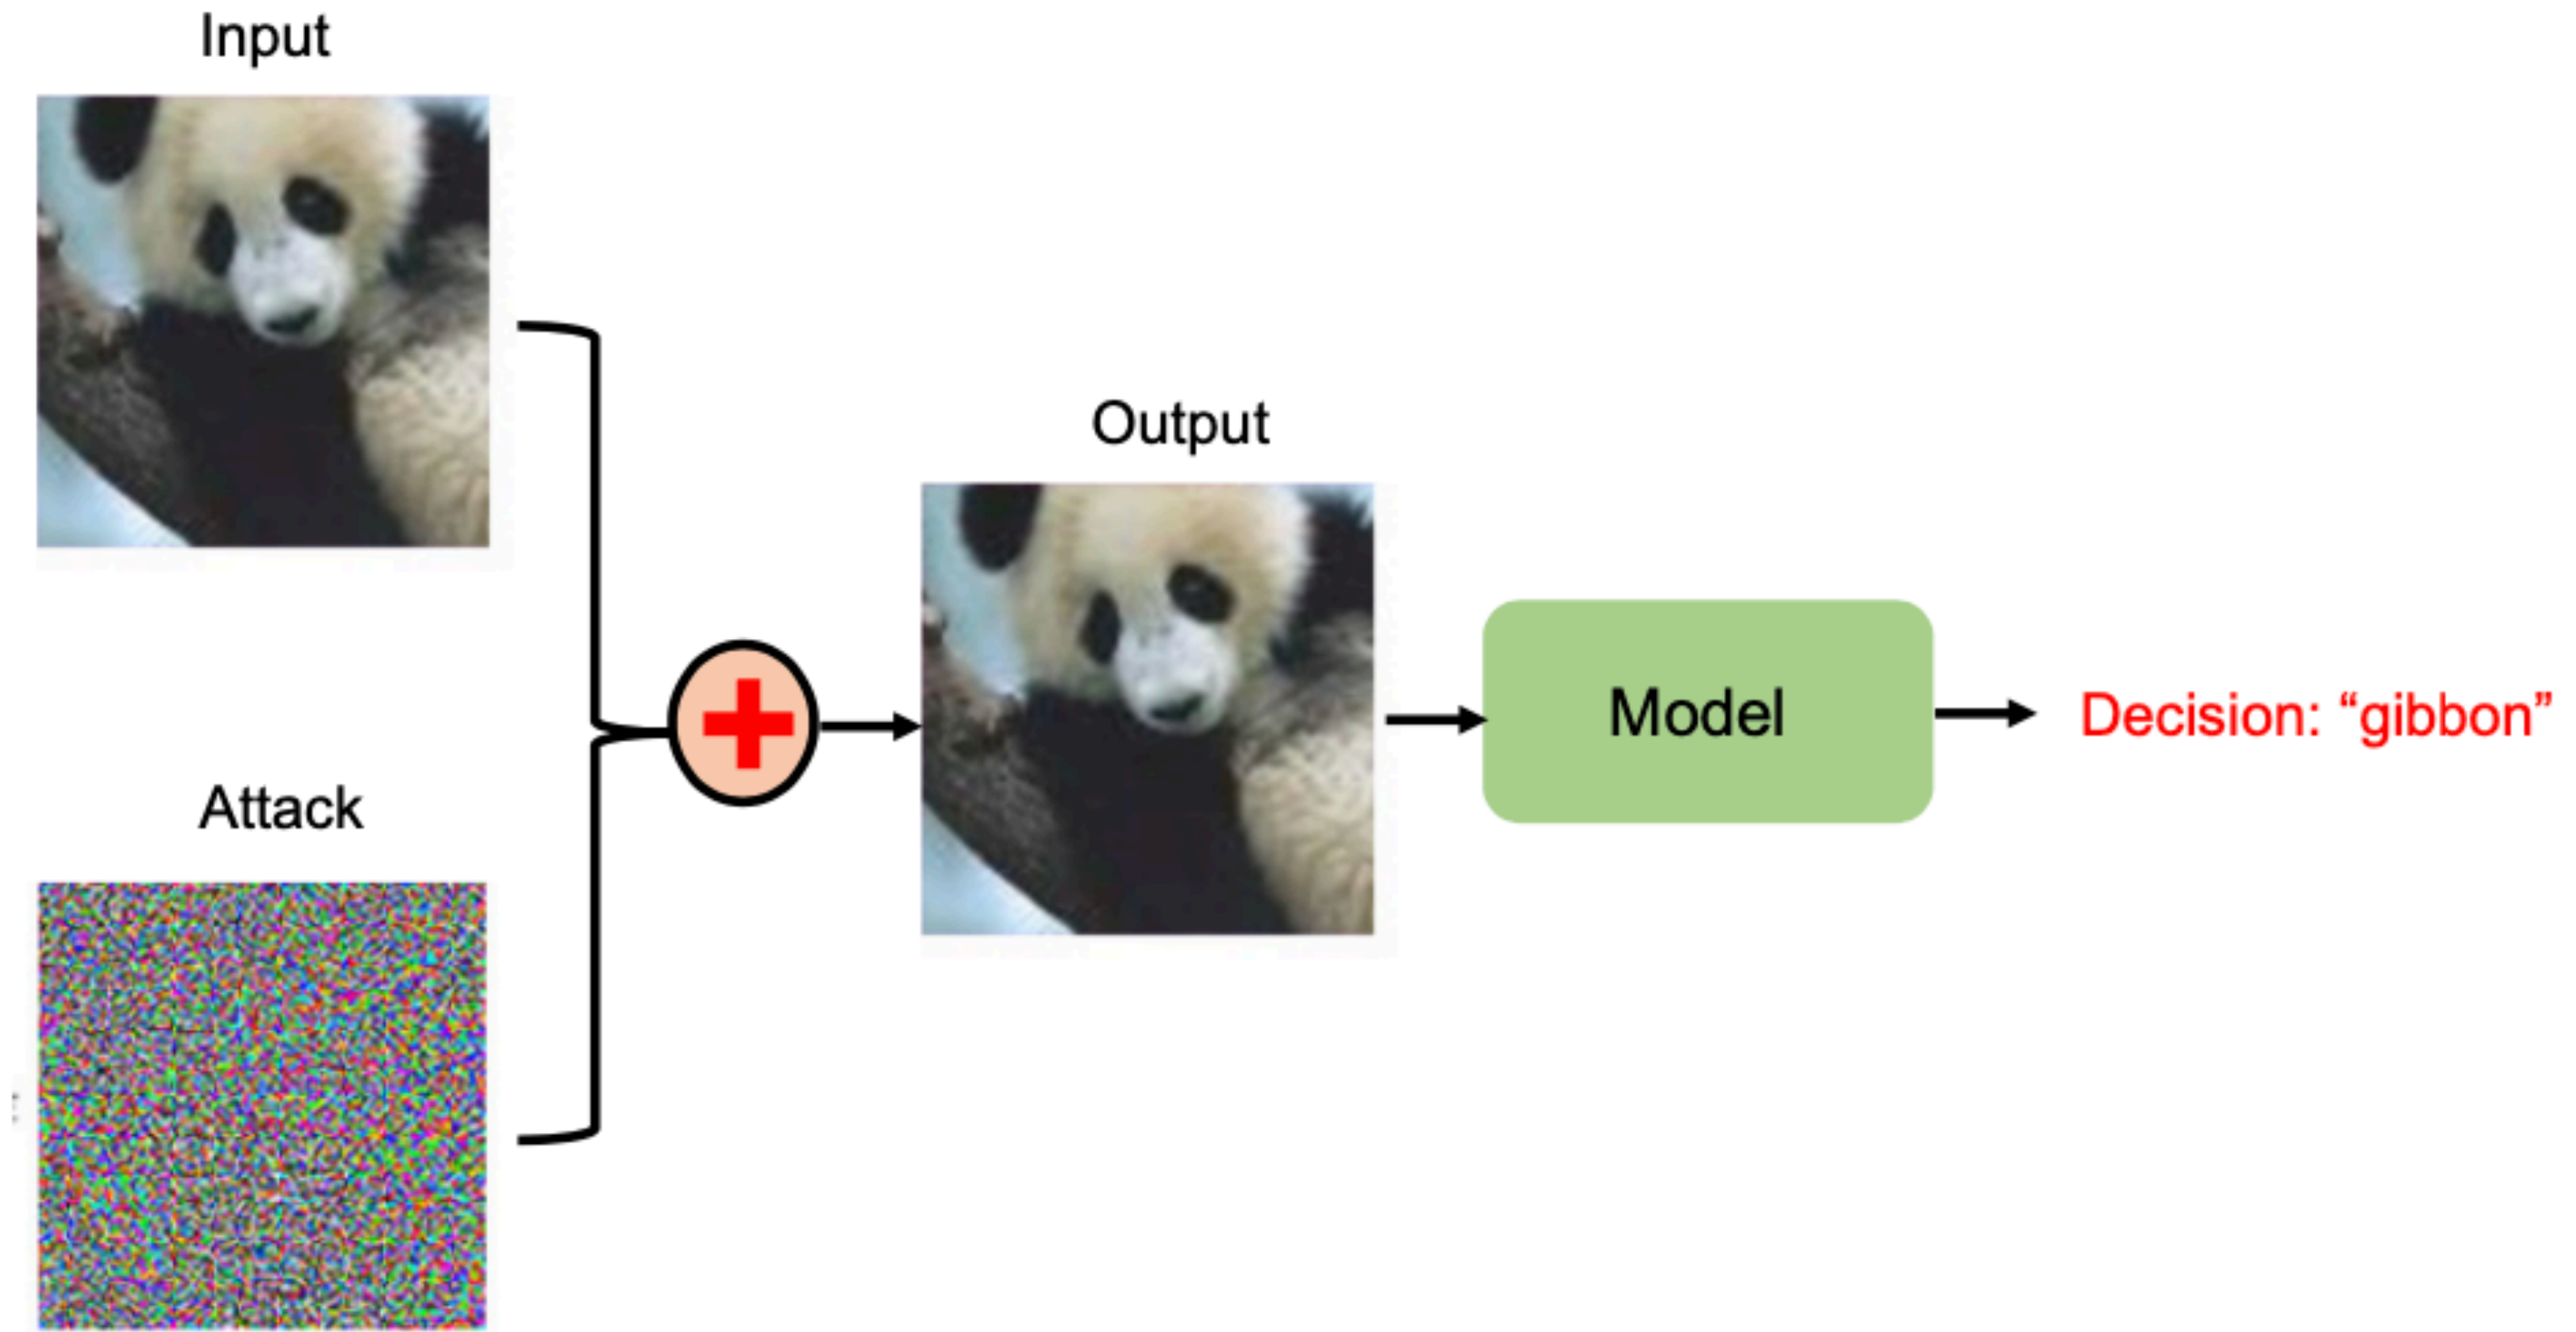 Input
Attack
Output
Model
Decision: “gibbon”